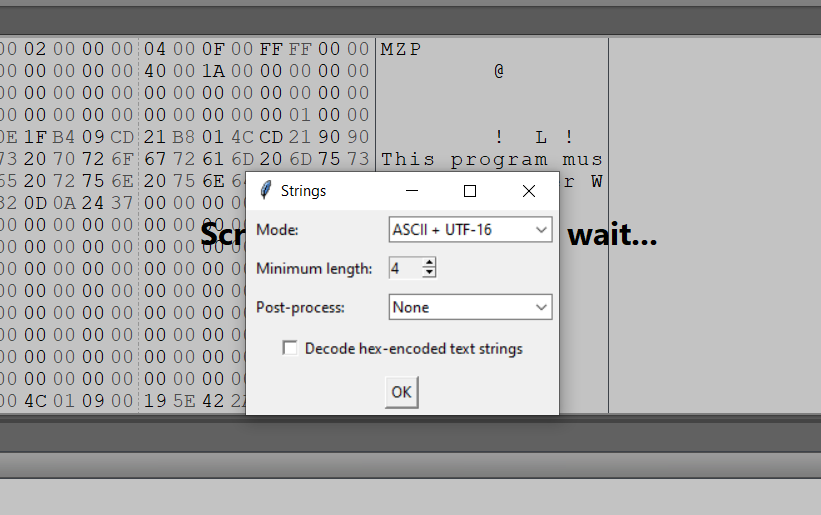 00 02 00 00 00 04 00 0F 00 FF FF 00 00 MZP
00 00 00 00 00 40 00 1A 00 00 00 00 00 @
00 00 00 00 00 00 00 00 00 00 00 00 00
00 00 00 00 00 00 00 00 00 00 01 00 00
0E 1F B4 09 CD 21 B8 01 4C CD 21 90 90 ! L !
73 20 70 72 6F 67 72 61 6D 20 6D 75 73 This program mus
65 20 72 75 6E 20 75 6E r W
Strings
32 0D 0A 24 37 00 00 00
00 00 00 00 00 00 00 00
Mode: ASCII + UTF-16
wait...
00 00 00 00 00 00 00 00
00 00 00 00 00 00 00 00
Minimum length: 4
00 00 00 00 00 00 00 00
00 00 00 00 00 00 00 00
Post-process: None
00 00 00 00 00 00 00 00
00 00 00 00 00 00 00 00
Decode hex-encoded text strings
00 00 00 00 00 00 00 00
00 4C 01 09 00 19 5E 42
OK